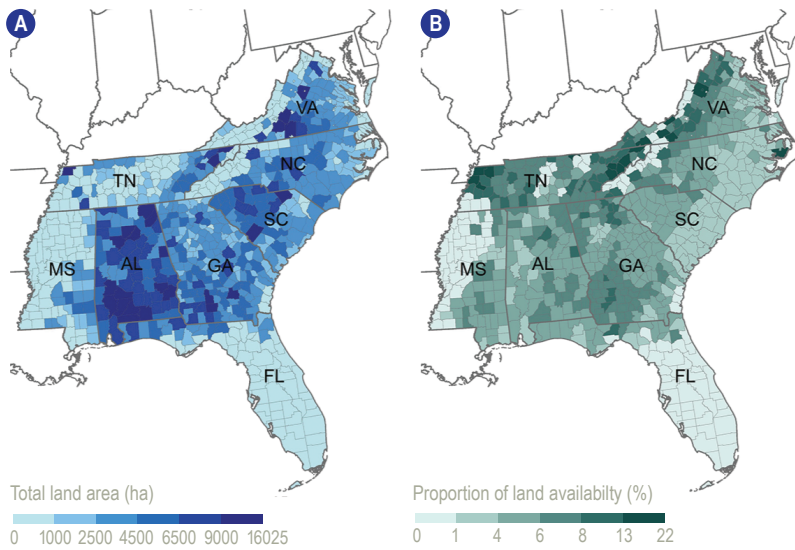 A
VA
NC
TN
SC
MS
AL
GA
FL
Total land area (ha)
0 1000 2500 6500 9000 16025
B
VA
NC
TN
SC
MS
AL
GA
FL
Proportion of land availabilty (%)
0 1 4 6 8 13 22